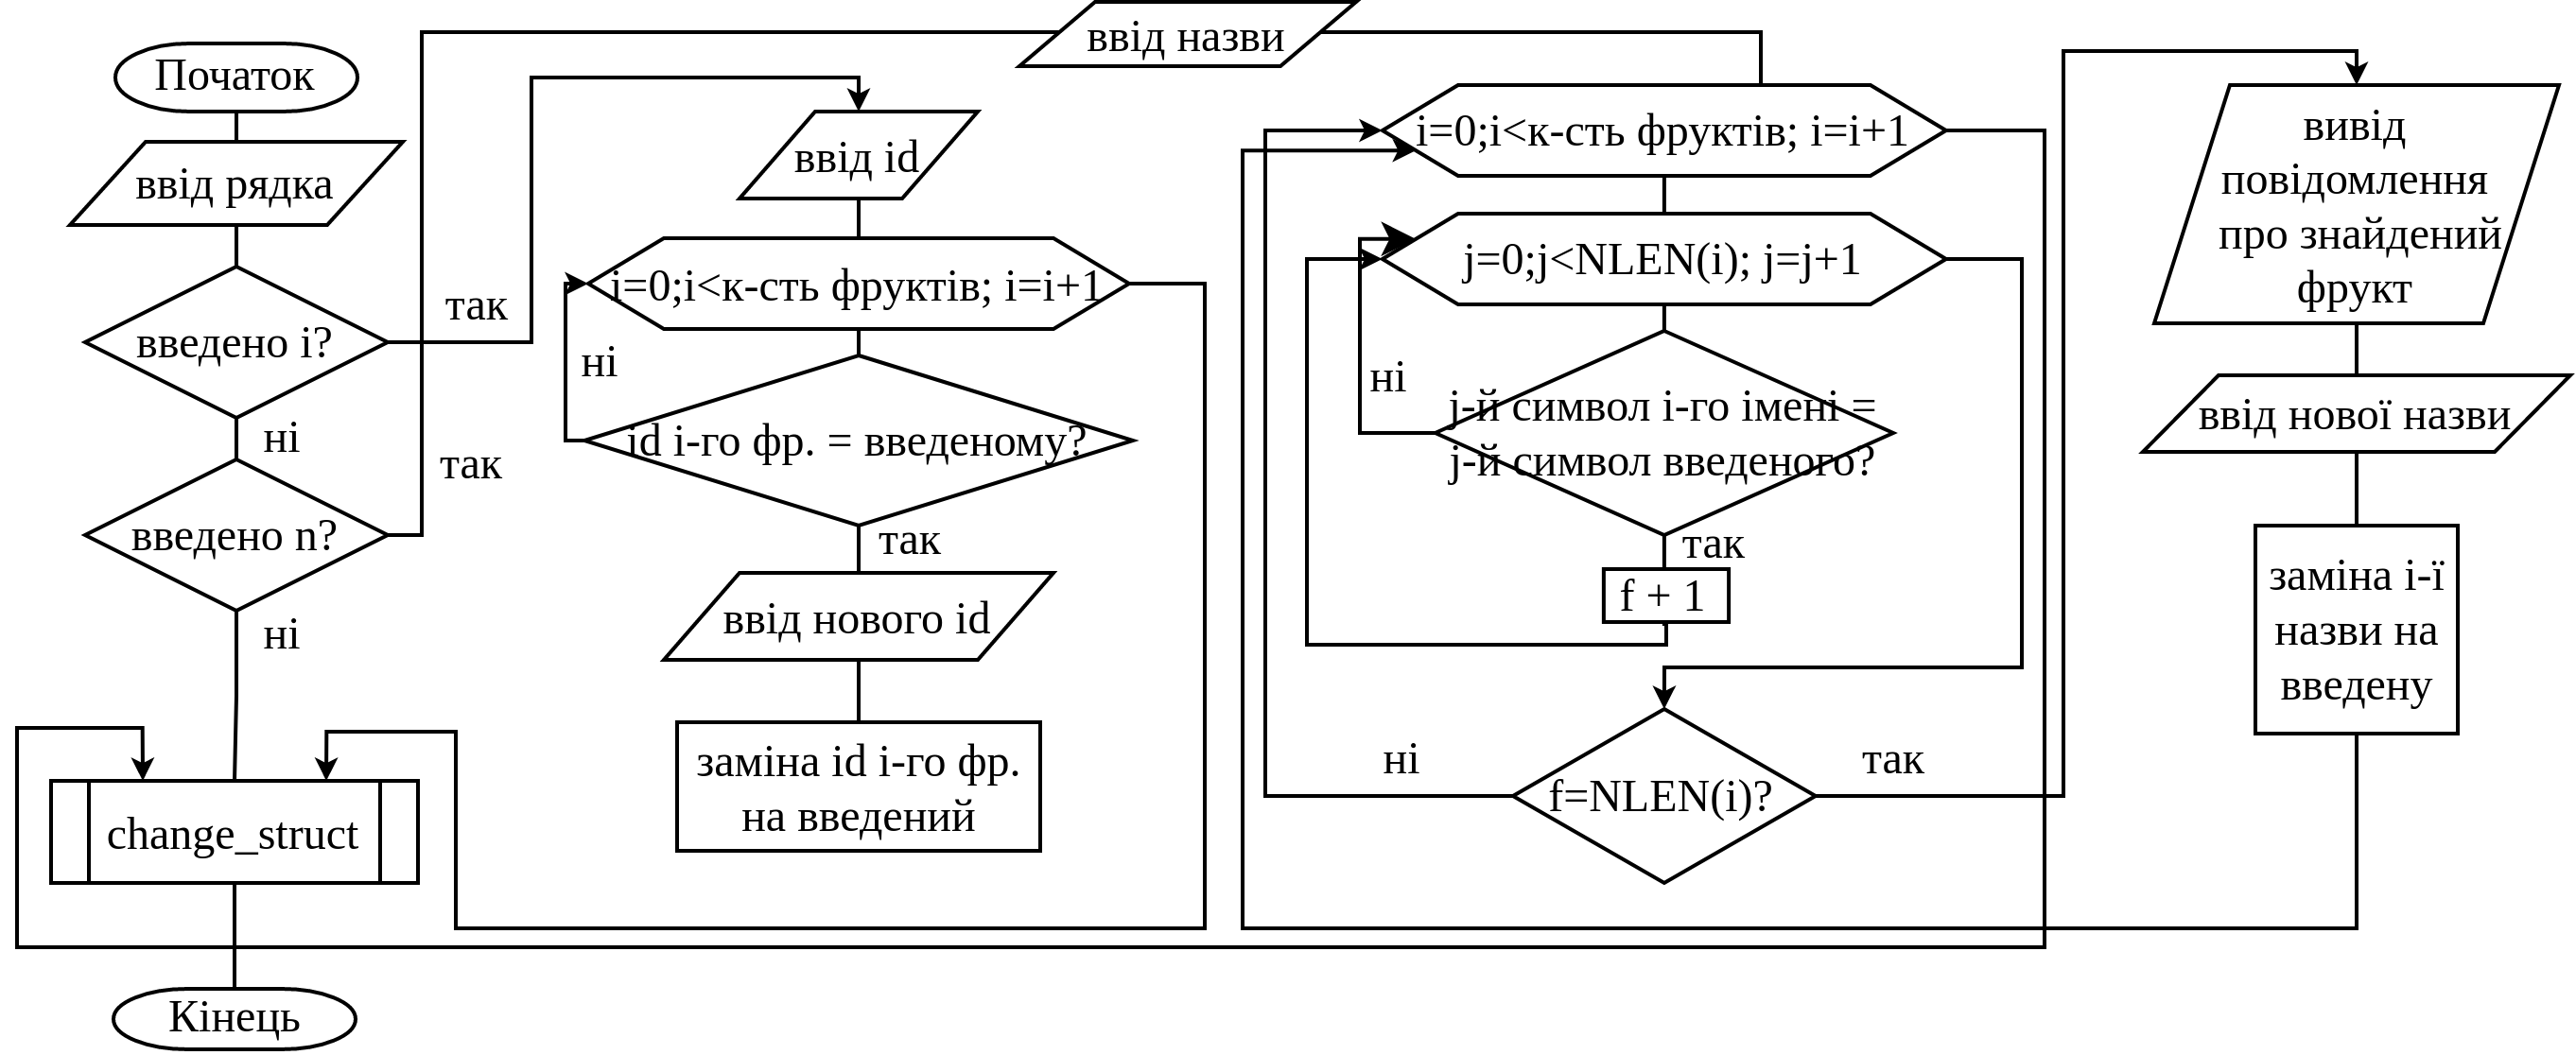 Початок
ввід рядка
введено і?
так
ні
введено n?
так
ні
change_struct
Кінець
ввід id
i=0;i<к-сть фруктів; i=i+1
ні
id і-го фр. = введеному?
так
ввід нового id
заміна id і-го фр.
на введений
ввід назви
i=0;i<к-сть фруктів; i=i+1
j=0;j<NLEN(i); j=j+1
ні
j-й символ і-го імені =
j-й символ введеного?
так
f + 1
f=NLEN(i)?
ні
так
вивід
повідомлення
про знайдений
фрукт
ввід нової назви
заміна і-ї
назви на
введену